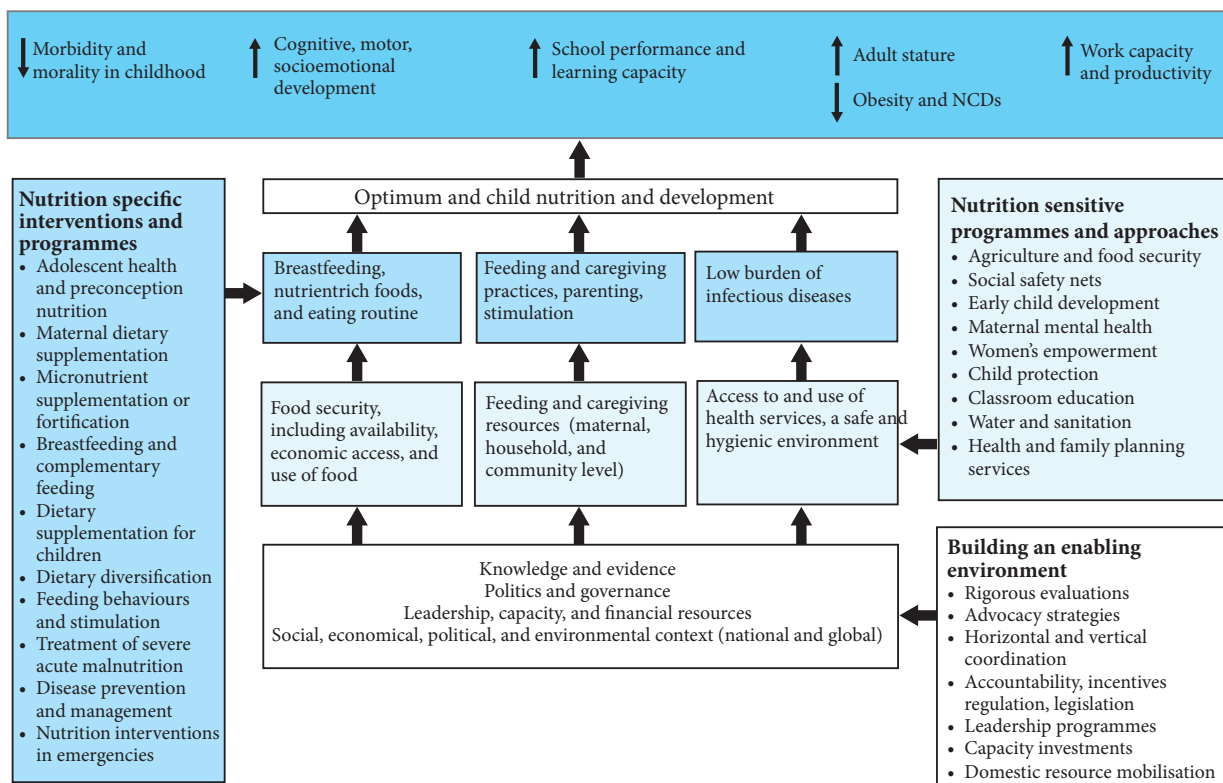 Morbidity and
morality in childhood
Cognitive, motor,
socioemotional
development
School performance and
learning capacity
Adult stature
Obesity and NCDs
Work capacity
and productivity
Nutrition specific
interventions and
programmes
• Adolescent health
and preconception
nutrition
• Maternal dietary
supplementation
• Micronutrient
supplementation or
fortification
• Breastfeeding and
complementary
feeding
• Dietary
supplementation for
children
• Dietary diversification
• Feeding behaviours
and stimulation
• Treatment of severe
acute malnutrition
• Disease prevention
and management
• Nutrition interventions
in emergencies
Optimum and child nutrition and development
Breastfeeding,
nutrientrich foods,
and eating routine
Feeding and caregiving
practices, parenting,
stimulation
Low burden of
infectious diseases
Food security,
including availability,
economic access, and
use of food
Feeding and caregiving
resources (maternal,
household, and
community level)
Access to and use of
health services, a safe and
hygienic environment
Knowledge and evidence
Politics and governance
Leadership, capacity, and financial resources
Social, economical, political, and environmental context (national and global)
Nutrition sensitive
programmes and approaches
• Agriculture and food security
• Social safety nets
• Early child development
• Maternal mental health
• Women's empowerment
• Child protection
• Classroom education
• Water and sanitation
• Health and family planning
services
Building an enabling
environment
• Rigorous evaluations
• Advocacy strategies
• Horizontal and vertical
coordination
• Accountability, incentives
regulation, legislation
• Leadership programmes
• Capacity investments
• Domestic resource mobilisation